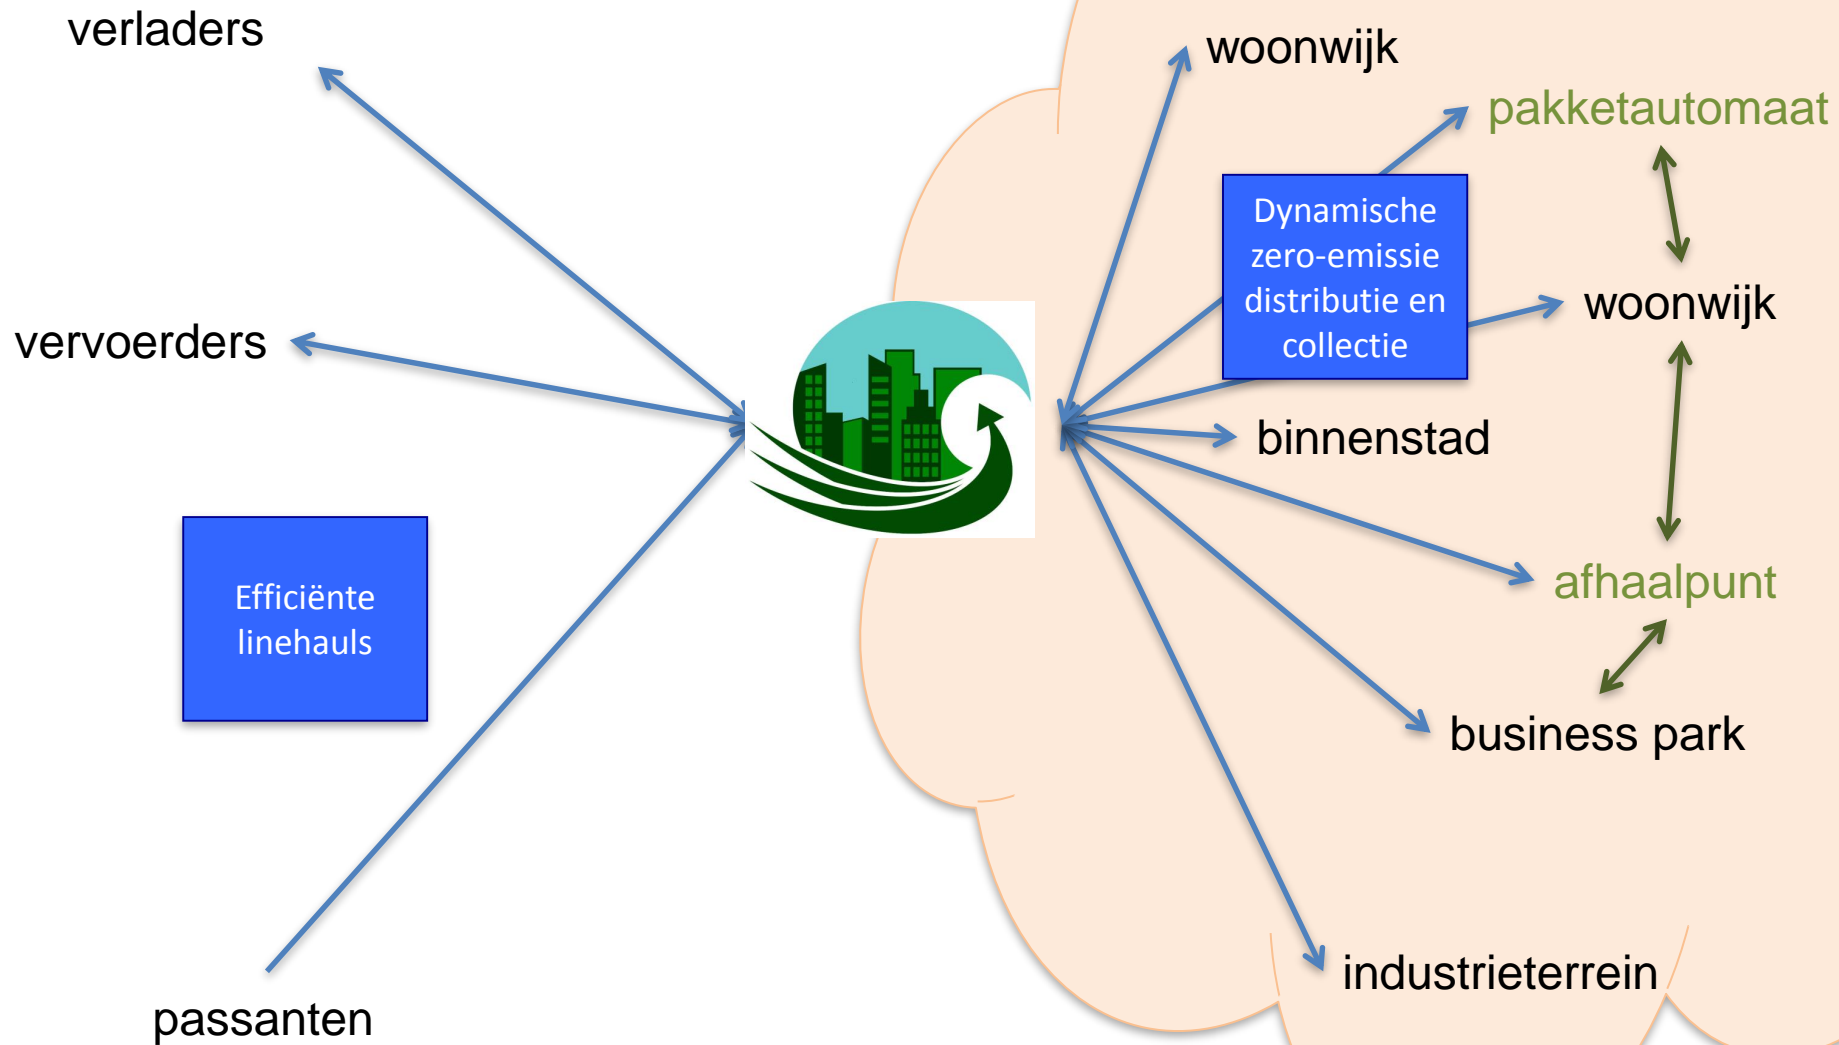 verladers
vervoerders
Efficiënte
linehauls
passanten
woonwijk
pakketautomaat
Dynamische
zero-emissie
distributie en
collectie
woonwijk
binnenstad
afhaalpunt
business park
industrieterrein